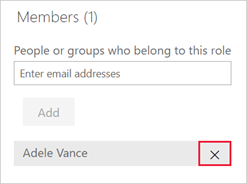 Members (1)
People or groups who belong to this role
Enter email addresses
Add
Adele Vance